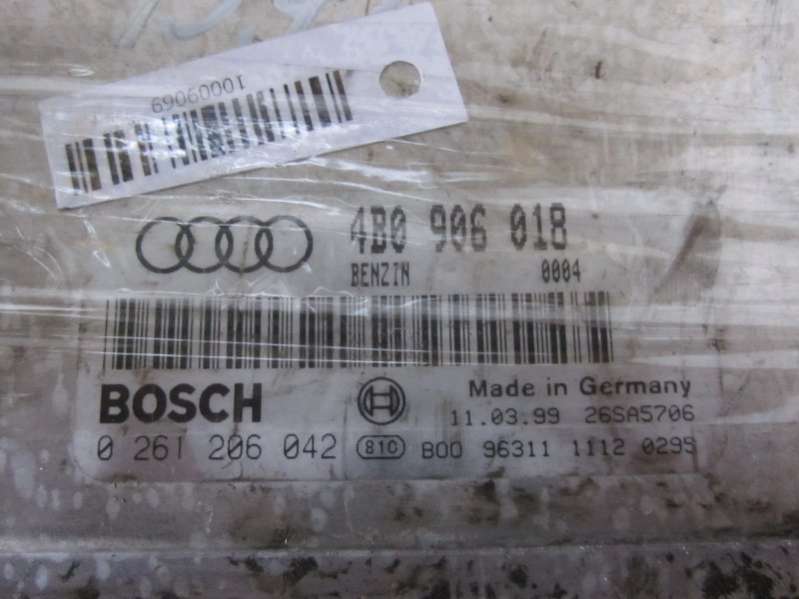 10009069
4B0 906 018
BENZIN 0004
BOSCH
Made in Germany
11.03.99 26SA5706
0 261 206 042 810 B00 96311 1112 0295